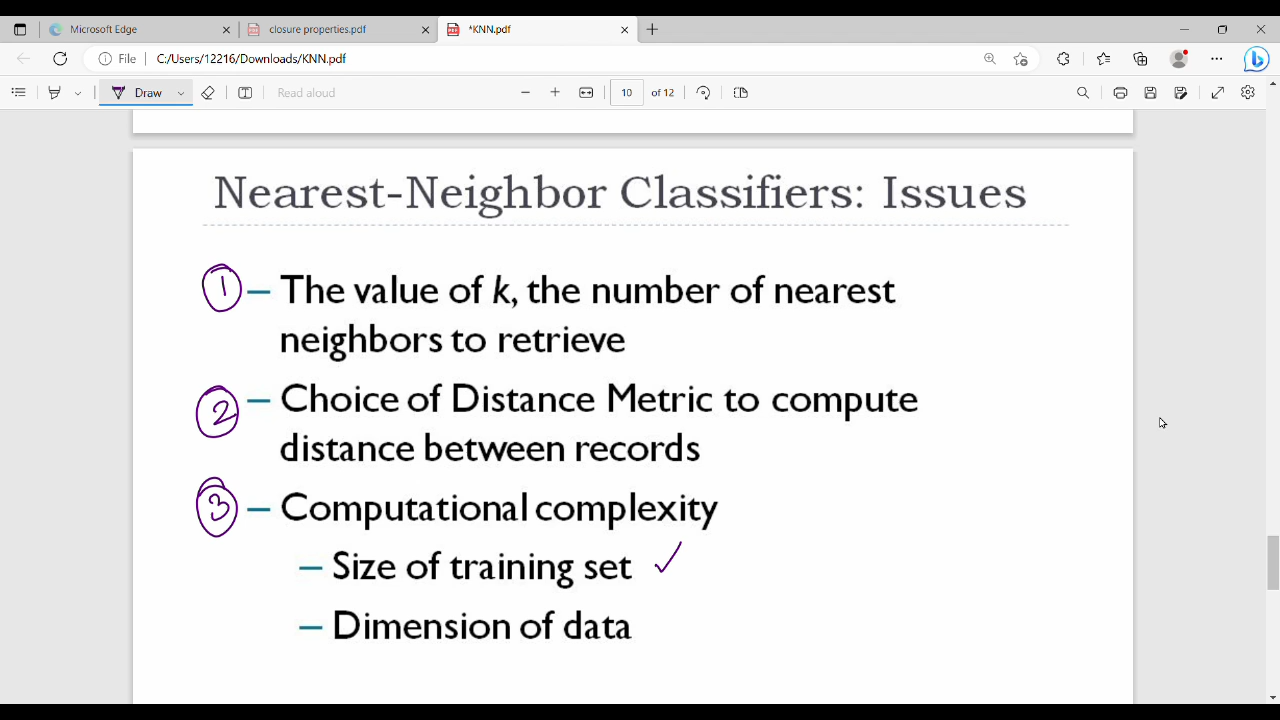 Microsoft Edge
closure properties.pdf
*KNN.pdf
File
C:/Users/12216/Downloads/KNN.pdf
Draw
Read aloud
10
of 12
Nearest-Neighbor Classifiers: Issues
1 – The value of k, the number of nearest
neighbors to retrieve
2 – Choice of Distance Metric to compute
distance between records
3 – Computational complexity
– Size of training set ✓
– Dimension of data